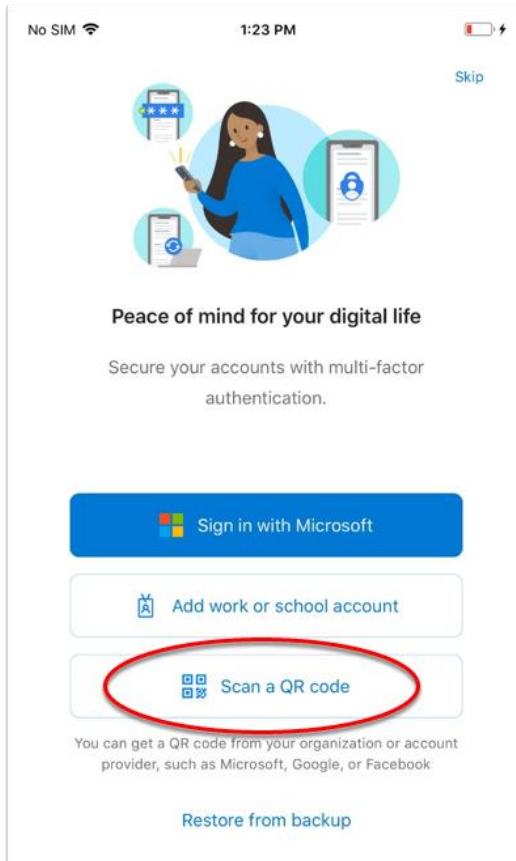 No SIM 1:23 PM
Skip
* * * *
Peace of mind for your digital life
Secure your accounts with multi-factor
authentication.
Sign in with Microsoft
Add work or school account
Scan a QR code
You can get a QR code from your organization or account
provider, such as Microsoft, Google, or Facebook
Restore from backup